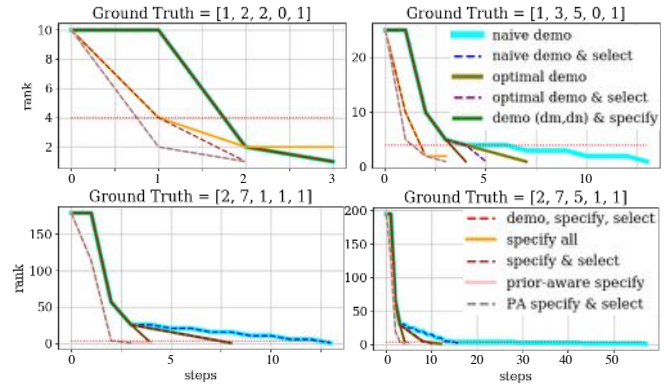 Ground Truth = [1, 2, 2, 0, 1]
10
8
6
4
2
rank
0
1
2
3
Ground Truth = [1, 3, 5, 0, 1]
20
10
0
0
5
10
naive demo
naive demo & select
optimal demo
optimal demo & select
demo (dm,dn) & specify
Ground Truth = [2, 7, 1, 1, 1]
150
100
50
0
rank
0
5
10
steps
Ground Truth = [2, 7, 5, 1, 1]
200
150
100
50
0
0
10
20
30
40
50
steps
demo, specify, select
specify all
specify & select
prior-aware specify
PA specify & select